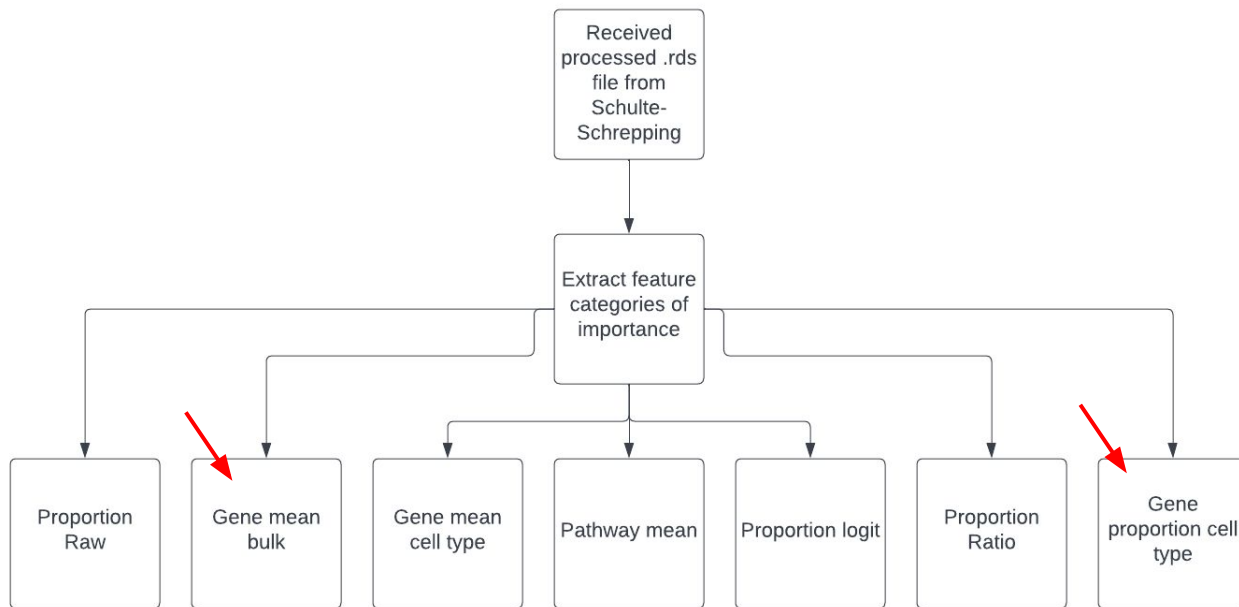 Received
processed .rds
file from
Schulte-
Schrepping
Extract feature
categories of
importance
Proportion
Raw
Gene mean
bulk
Gene mean
cell type
Pathway mean
Proportion logit
Proportion
Ratio
Gene
proportion cell
type